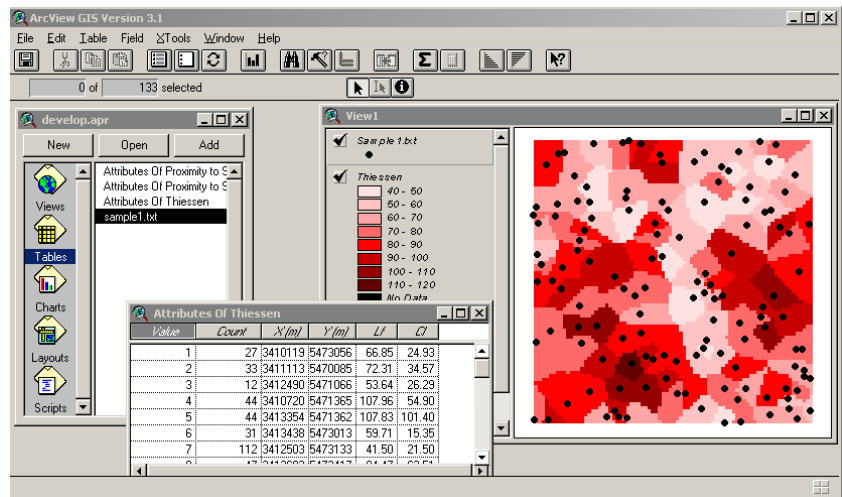 ArcView GIS Version 3.1
File Edit Table Field XTools Window Help
0 of 133 selected
develop.apr
New Open Add
Views
Tables
Charts
Layouts
Scripts
Attributes Of Proximity to S
Attributes Of Proximity to S
Attributes Of Thiessen
sample1.txt
View1
Sample 1.txt
Thiessen
40 - 50
50 - 60
60 - 70
70 - 80
80 - 90
90 - 100
100 - 110
110 - 120
No Data
Attributes Of Thiessen
Value Count X (m) Y (m) Lf Cl
1 27 3410119 5473056 66.85 24.93
2 33 3411113 5470085 72.31 34.57
3 12 3412490 5471066 53.64 26.29
4 44 3410720 5471365 107.96 54.90
5 44 3413354 5471362 107.83 101.40
6 31 3413438 5473013 59.71 15.35
7 112 3412503 5473133 41.50 21.50